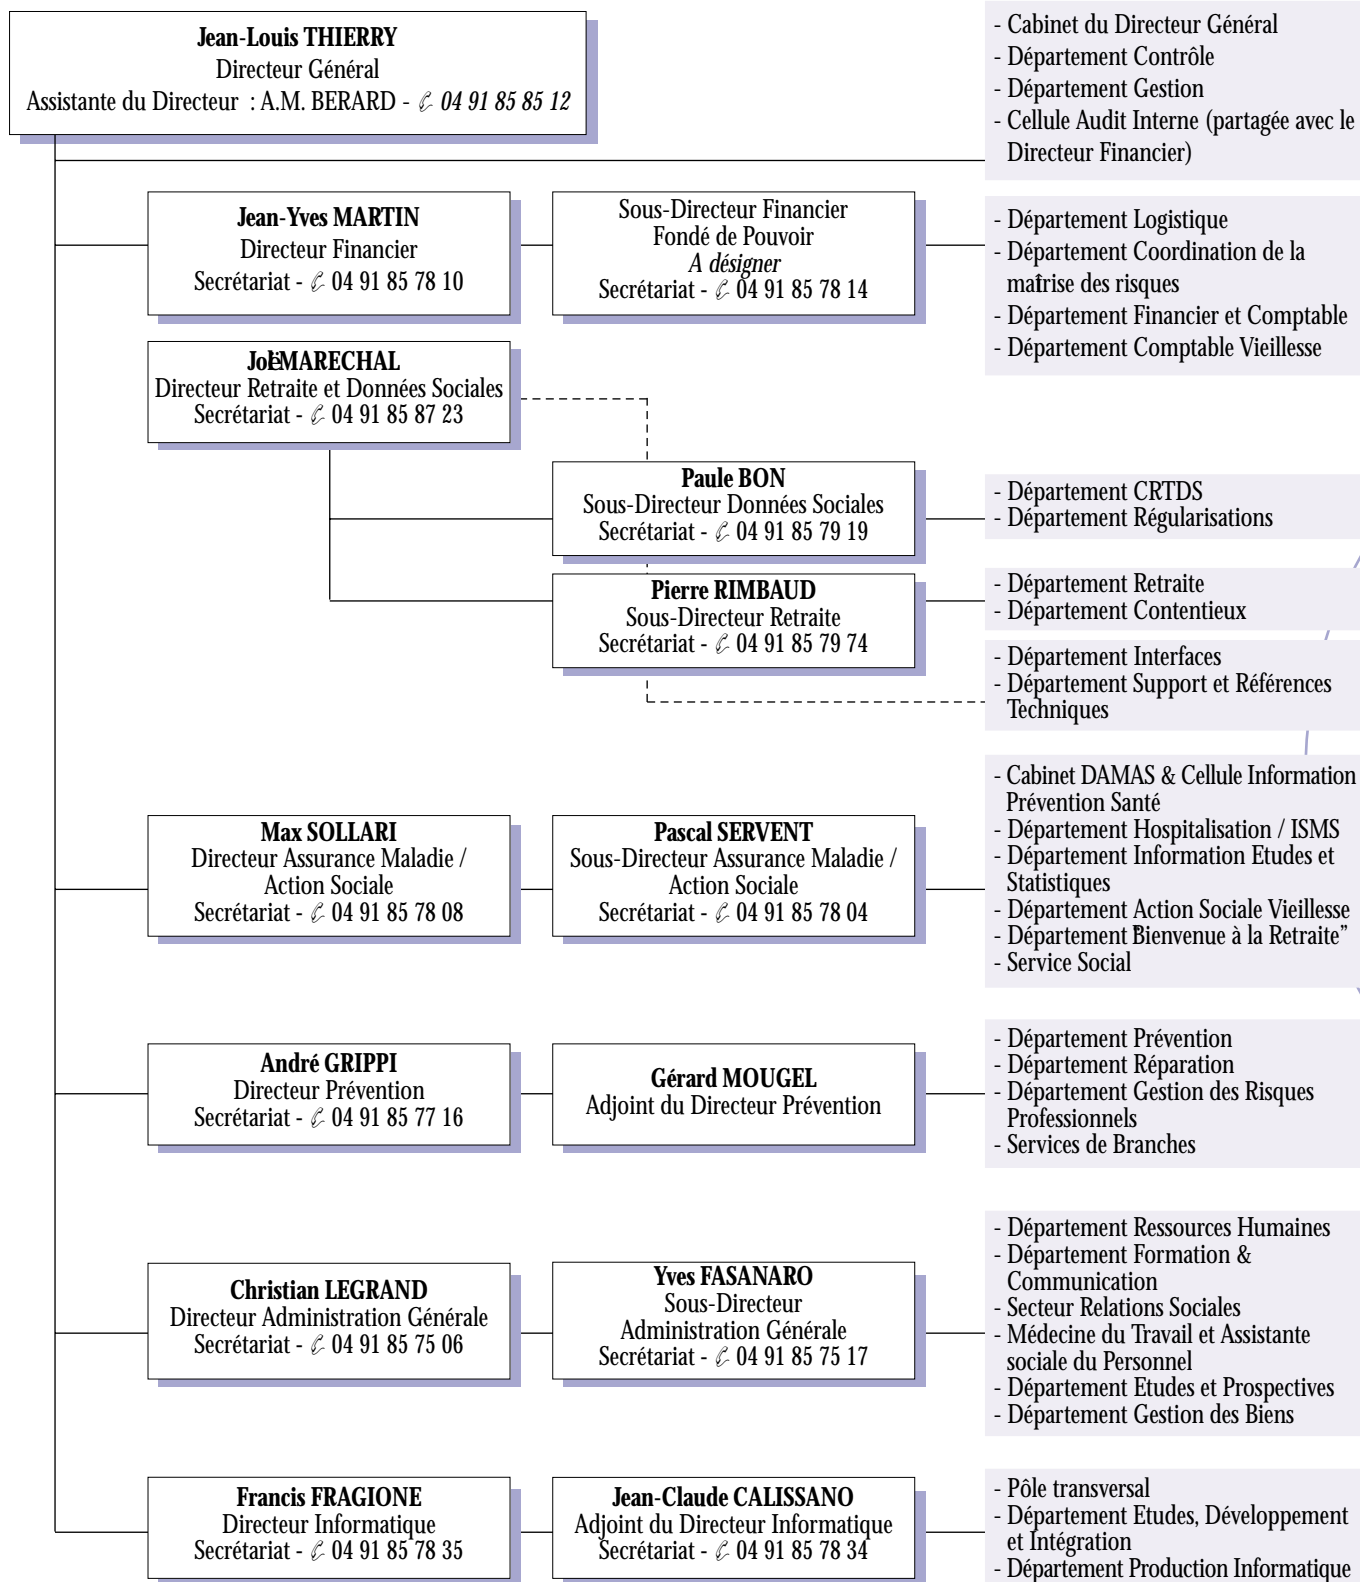 Jean-Louis THIERRY
Directeur Général
Assistante du Directeur : A.M. BERARD - ✆ 04 91 85 85 12
- Cabinet du Directeur Général
- Département Contrôle
- Département Gestion
- Cellule Audit Interne (partagée avec le
Directeur Financier)
Jean-Yves MARTIN
Directeur Financier
Secrétariat - ✆ 04 91 85 78 10
Sous-Directeur Financier
Fondé de Pouvoir
A désigner
Secrétariat - ✆ 04 91 85 78 14
- Département Logistique
- Département Coordination de la
maîtrise des risques
- Département Financier et Comptable
- Département Comptable Vieillesse
Joël MARECHAL
Directeur Retraite et Données Sociales
Secrétariat - ✆ 04 91 85 87 23
Paule BON
Sous-Directeur Données Sociales
Secrétariat - ✆ 04 91 85 79 19
- Département CRTDS
- Département Régularisations
Pierre RIMBAUD
Sous-Directeur Retraite
Secrétariat - ✆ 04 91 85 79 74
- Département Retraite
- Département Contentieux
- Département Interfaces
- Département Support et Références
Techniques
Max SOLLARI
Directeur Assurance Maladie /
Action Sociale
Secrétariat - ✆ 04 91 85 78 08
Pascal SERVENT
Sous-Directeur Assurance Maladie /
Action Sociale
Secrétariat - ✆ 04 91 85 78 04
- Cabinet DAMAS & Cellule Information
Prévention Santé
- Département Hospitalisation / ISMS
- Département Information Etudes et
Statistiques
- Département Action Sociale Vieillesse
- Département "Bienvenue à la Retraite"
- Service Social
André GRIPPI
Directeur Prévention
Secrétariat - ✆ 04 91 85 77 16
Gérard MOUGEL
Adjoint du Directeur Prévention
- Département Prévention
- Département Réparation
- Département Gestion des Risques
Professionnels
- Services de Branches
Christian LEGRAND
Directeur Administration Générale
Secrétariat - ✆ 04 91 85 75 06
Yves FASANARO
Sous-Directeur
Administration Générale
Secrétariat - ✆ 04 91 85 75 17
- Département Ressources Humaines
- Département Formation &
Communication
- Secteur Relations Sociales
- Médecine du Travail et Assistante
sociale du Personnel
- Département Etudes et Prospectives
- Département Gestion des Biens
Francis FRAGIONE
Directeur Informatique
Secrétariat - ✆ 04 91 85 78 35
Jean-Claude CALISSANO
Adjoint du Directeur Informatique
Secrétariat - ✆ 04 91 85 78 34
- Pôle transversal
- Département Etudes, Développement
et Intégration
- Département Production Informatique